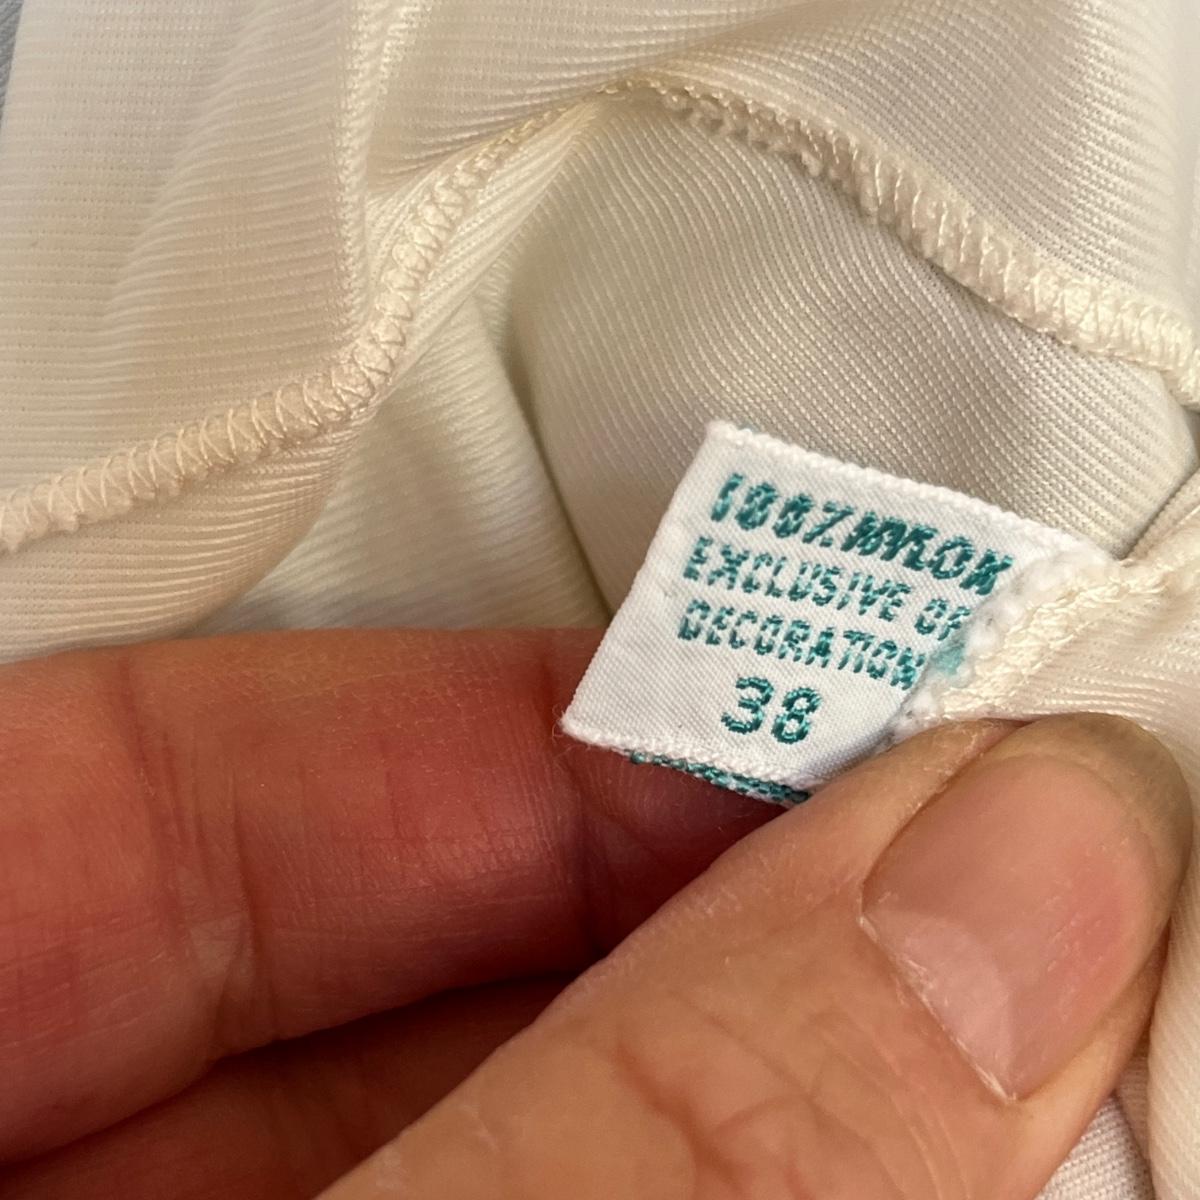 100% NYLON
EXCLUSIVE OF
DECORATION
38